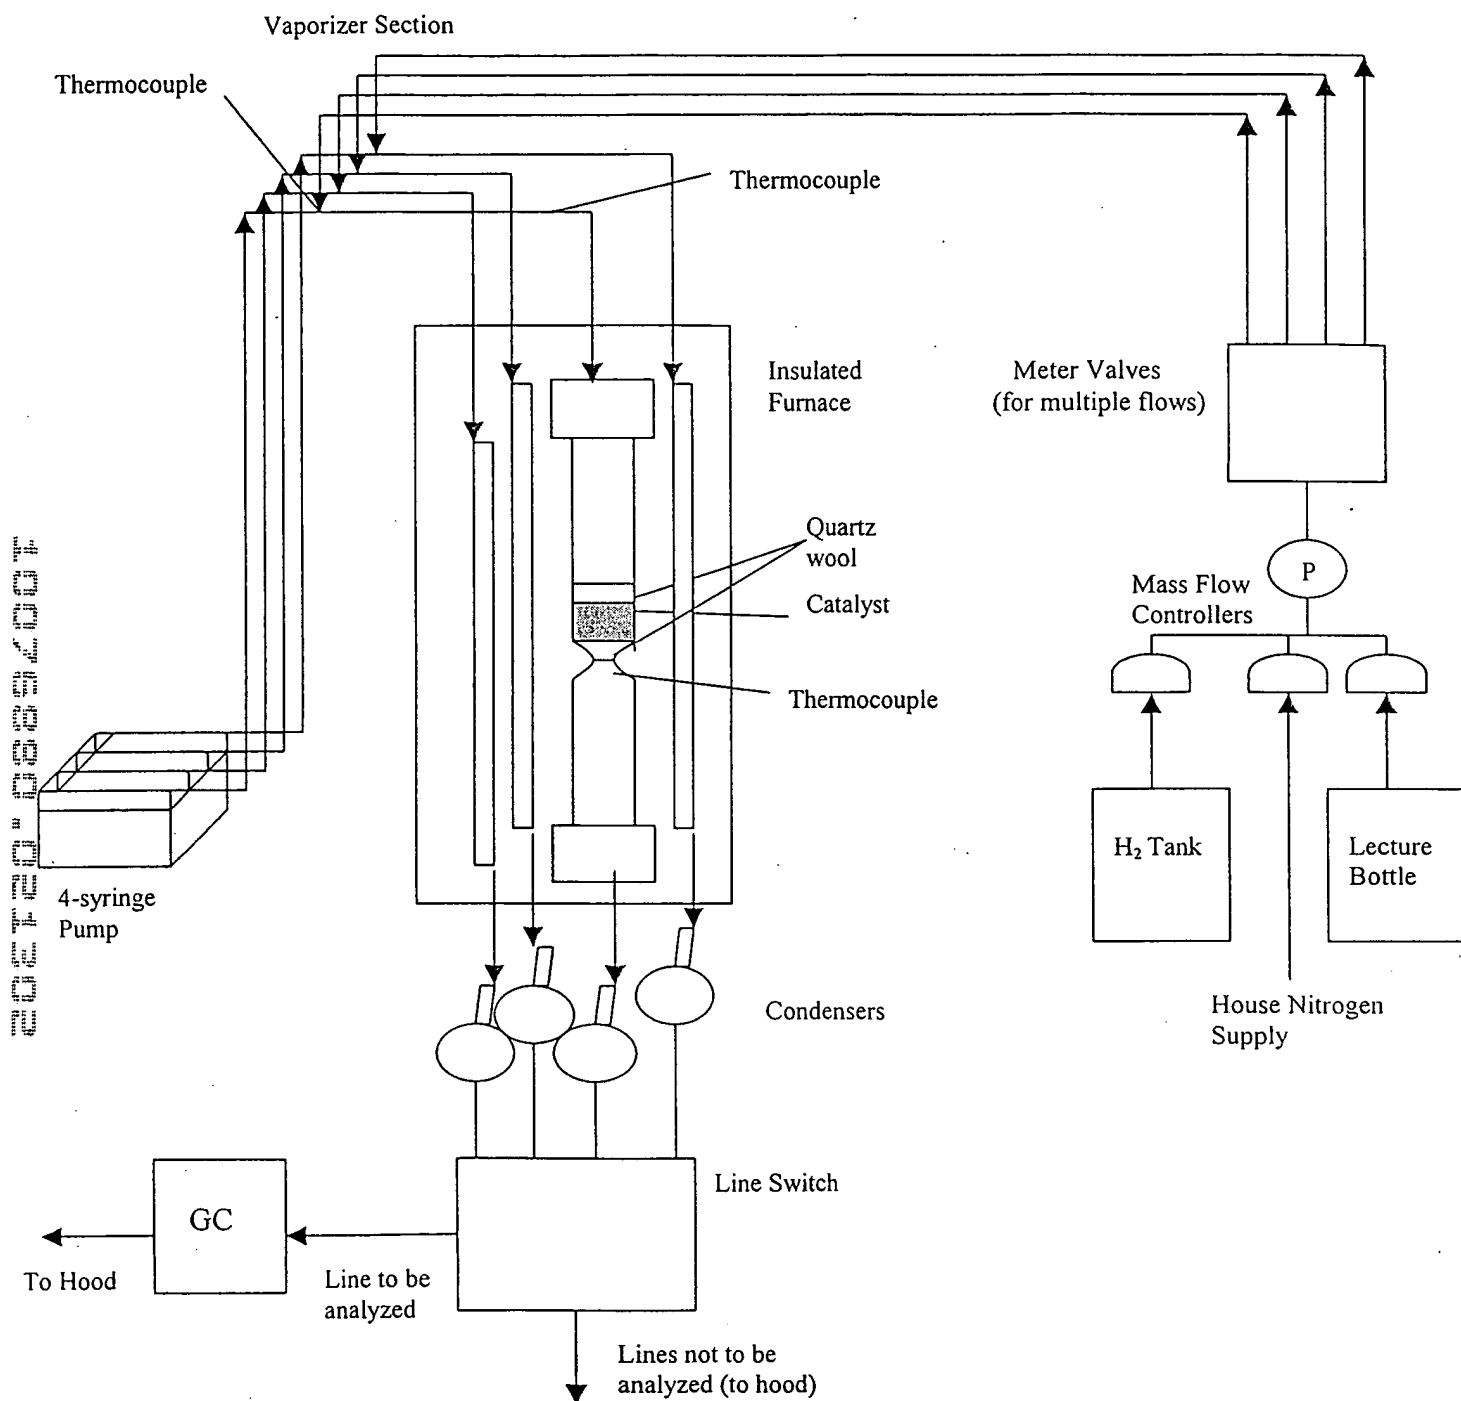 Vaporizer Section
Thermocouple
Thermocouple
Insulated
Furnace
Meter Valves
(for multiple flows)
Quartz
wool
Catalyst
Thermocouple
P
Mass Flow
Controllers
H₂ Tank
Lecture
Bottle
House Nitrogen
Supply
4-syringe
Pump
Condensers
Line Switch
GC
To Hood
Line to be
analyzed
Lines not to be
analyzed (to hood)